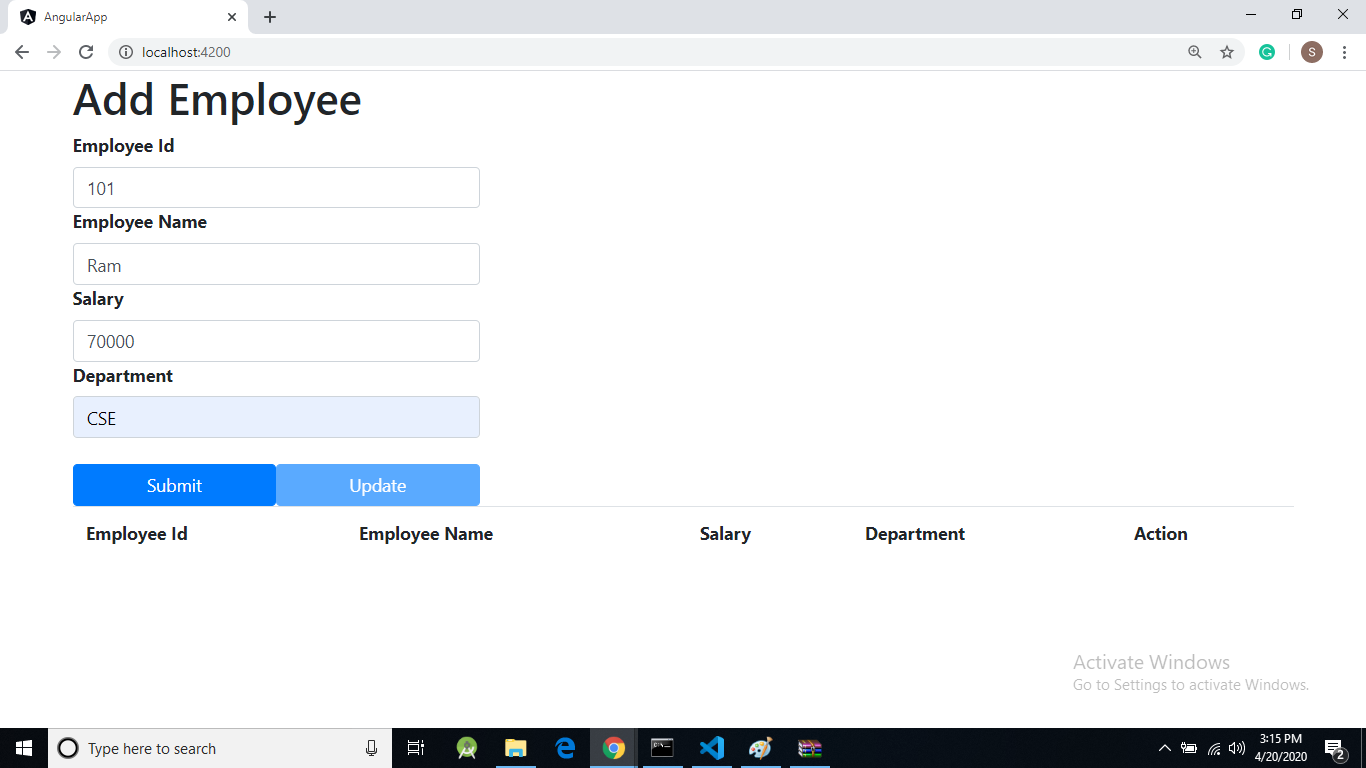 AngularApp
localhost:4200
S
Add Employee
Employee Id
101
Employee Name
Ram
Salary
70000
Department
CSE
Submit Update
Employee Id Employee Name Salary Department Action
Activate Windows
Go to Settings to activate Windows.
Type here to search
3:15 PM
4/20/2020
2